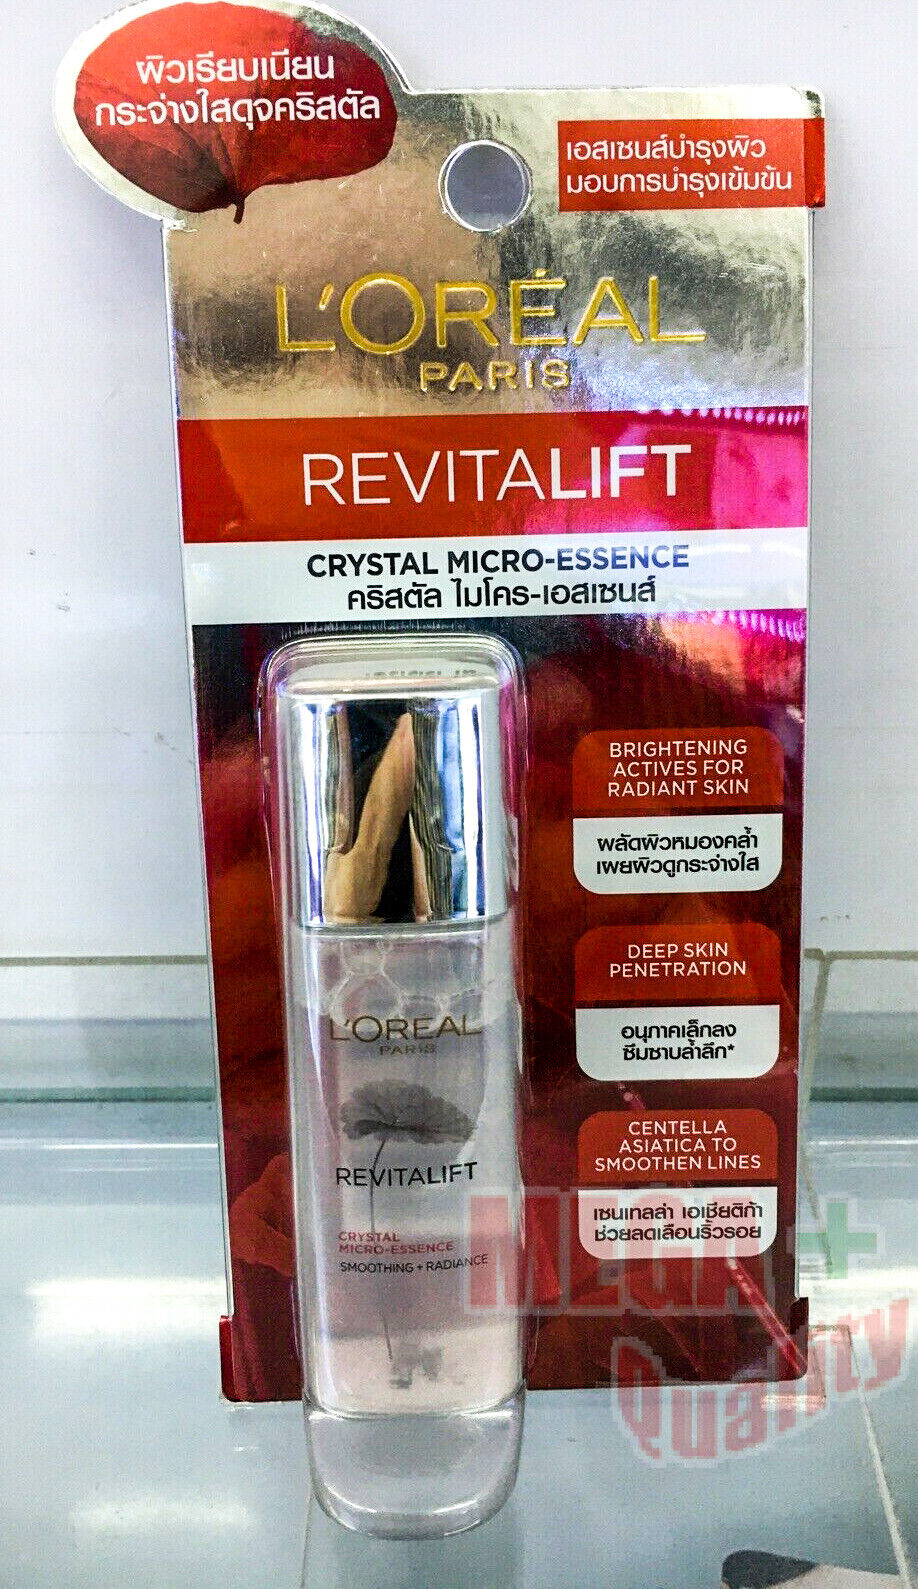 ผิวเรียบเนียน
กระจ่างใสดุจคริสตัล
เอสเซนส์บำรุงผิว
มอบการบำรุงเข้มข้น
L'ORÉAL
PARIS
REVITALIFT
CRYSTAL MICRO-ESSENCE
คริสตัล ไมโคร-เอสเซนส์
BRIGHTENING
ACTIVES FOR
RADIANT SKIN
ผลัดผิวหมองคล้ำ
เผยผิวดูกระจ่างใส
DEEP SKIN
PENETRATION
อนุภาคเล็กลง
ซึมซาบล้ำลึก*
CENTELLA
ASIATICA TO
SMOOTHEN LINES
เซนเทลล่า เอเชียติก้า
ช่วยลดเลือนริ้วรอย
L'ORÉAL
PARIS
REVITALIFT
CRYSTAL
MICRO-ESSENCE
SMOOTHING + RADIANCE
MEGA+
Quality